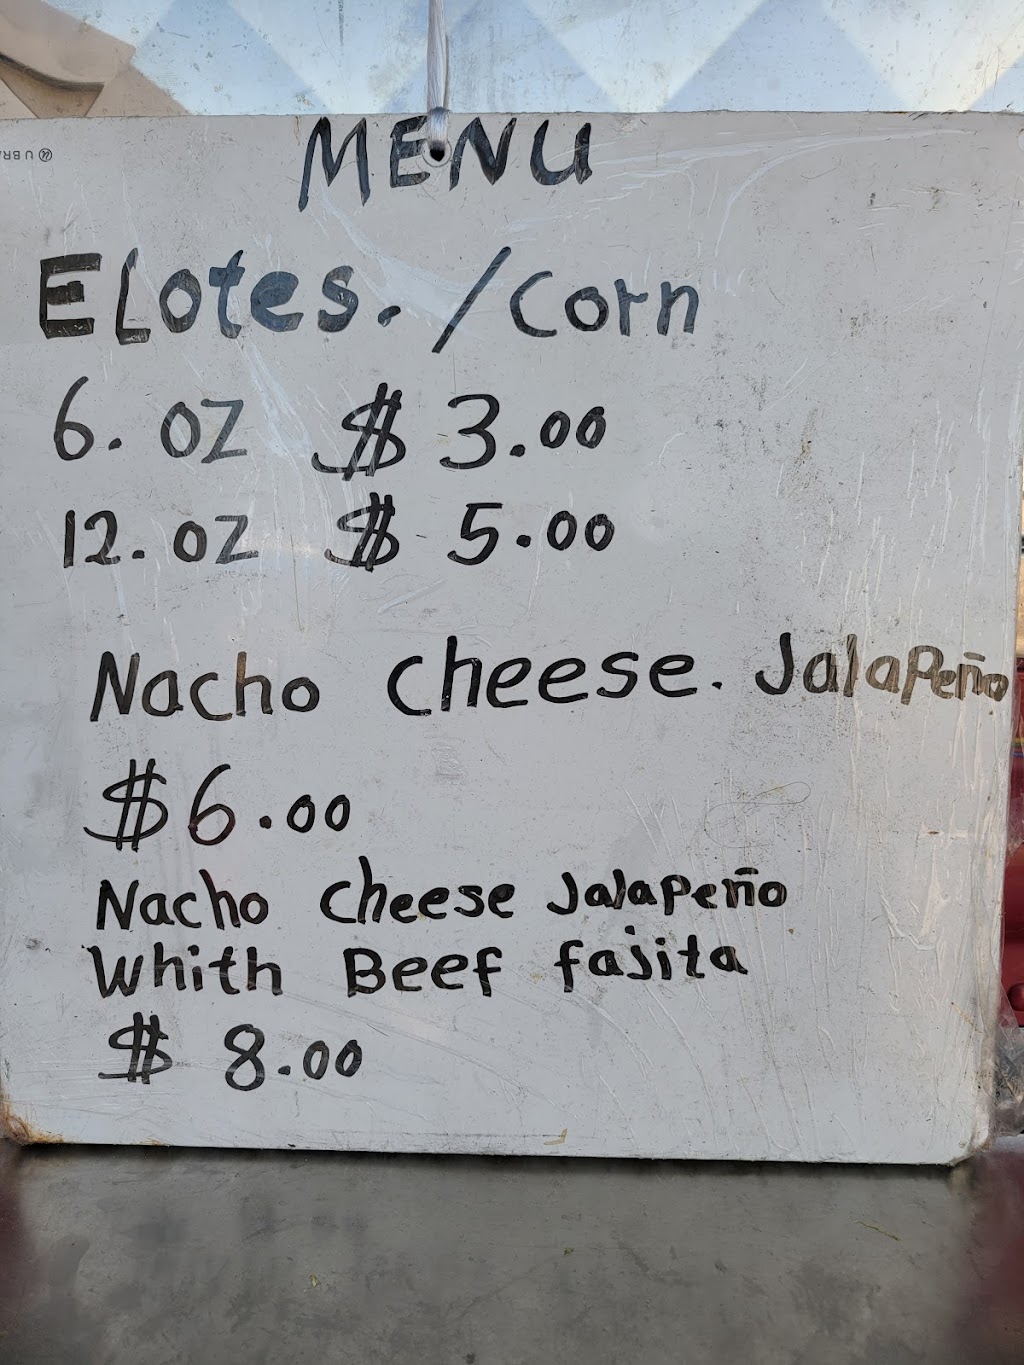 MENU
ELotes. / Corn
6. OZ $ 3.00
12. OZ $ 5.00
Nacho Cheese. JalaPeño
$6.00
Nacho Cheese JalaPeño
Whith Beef fajita
$ 8.00